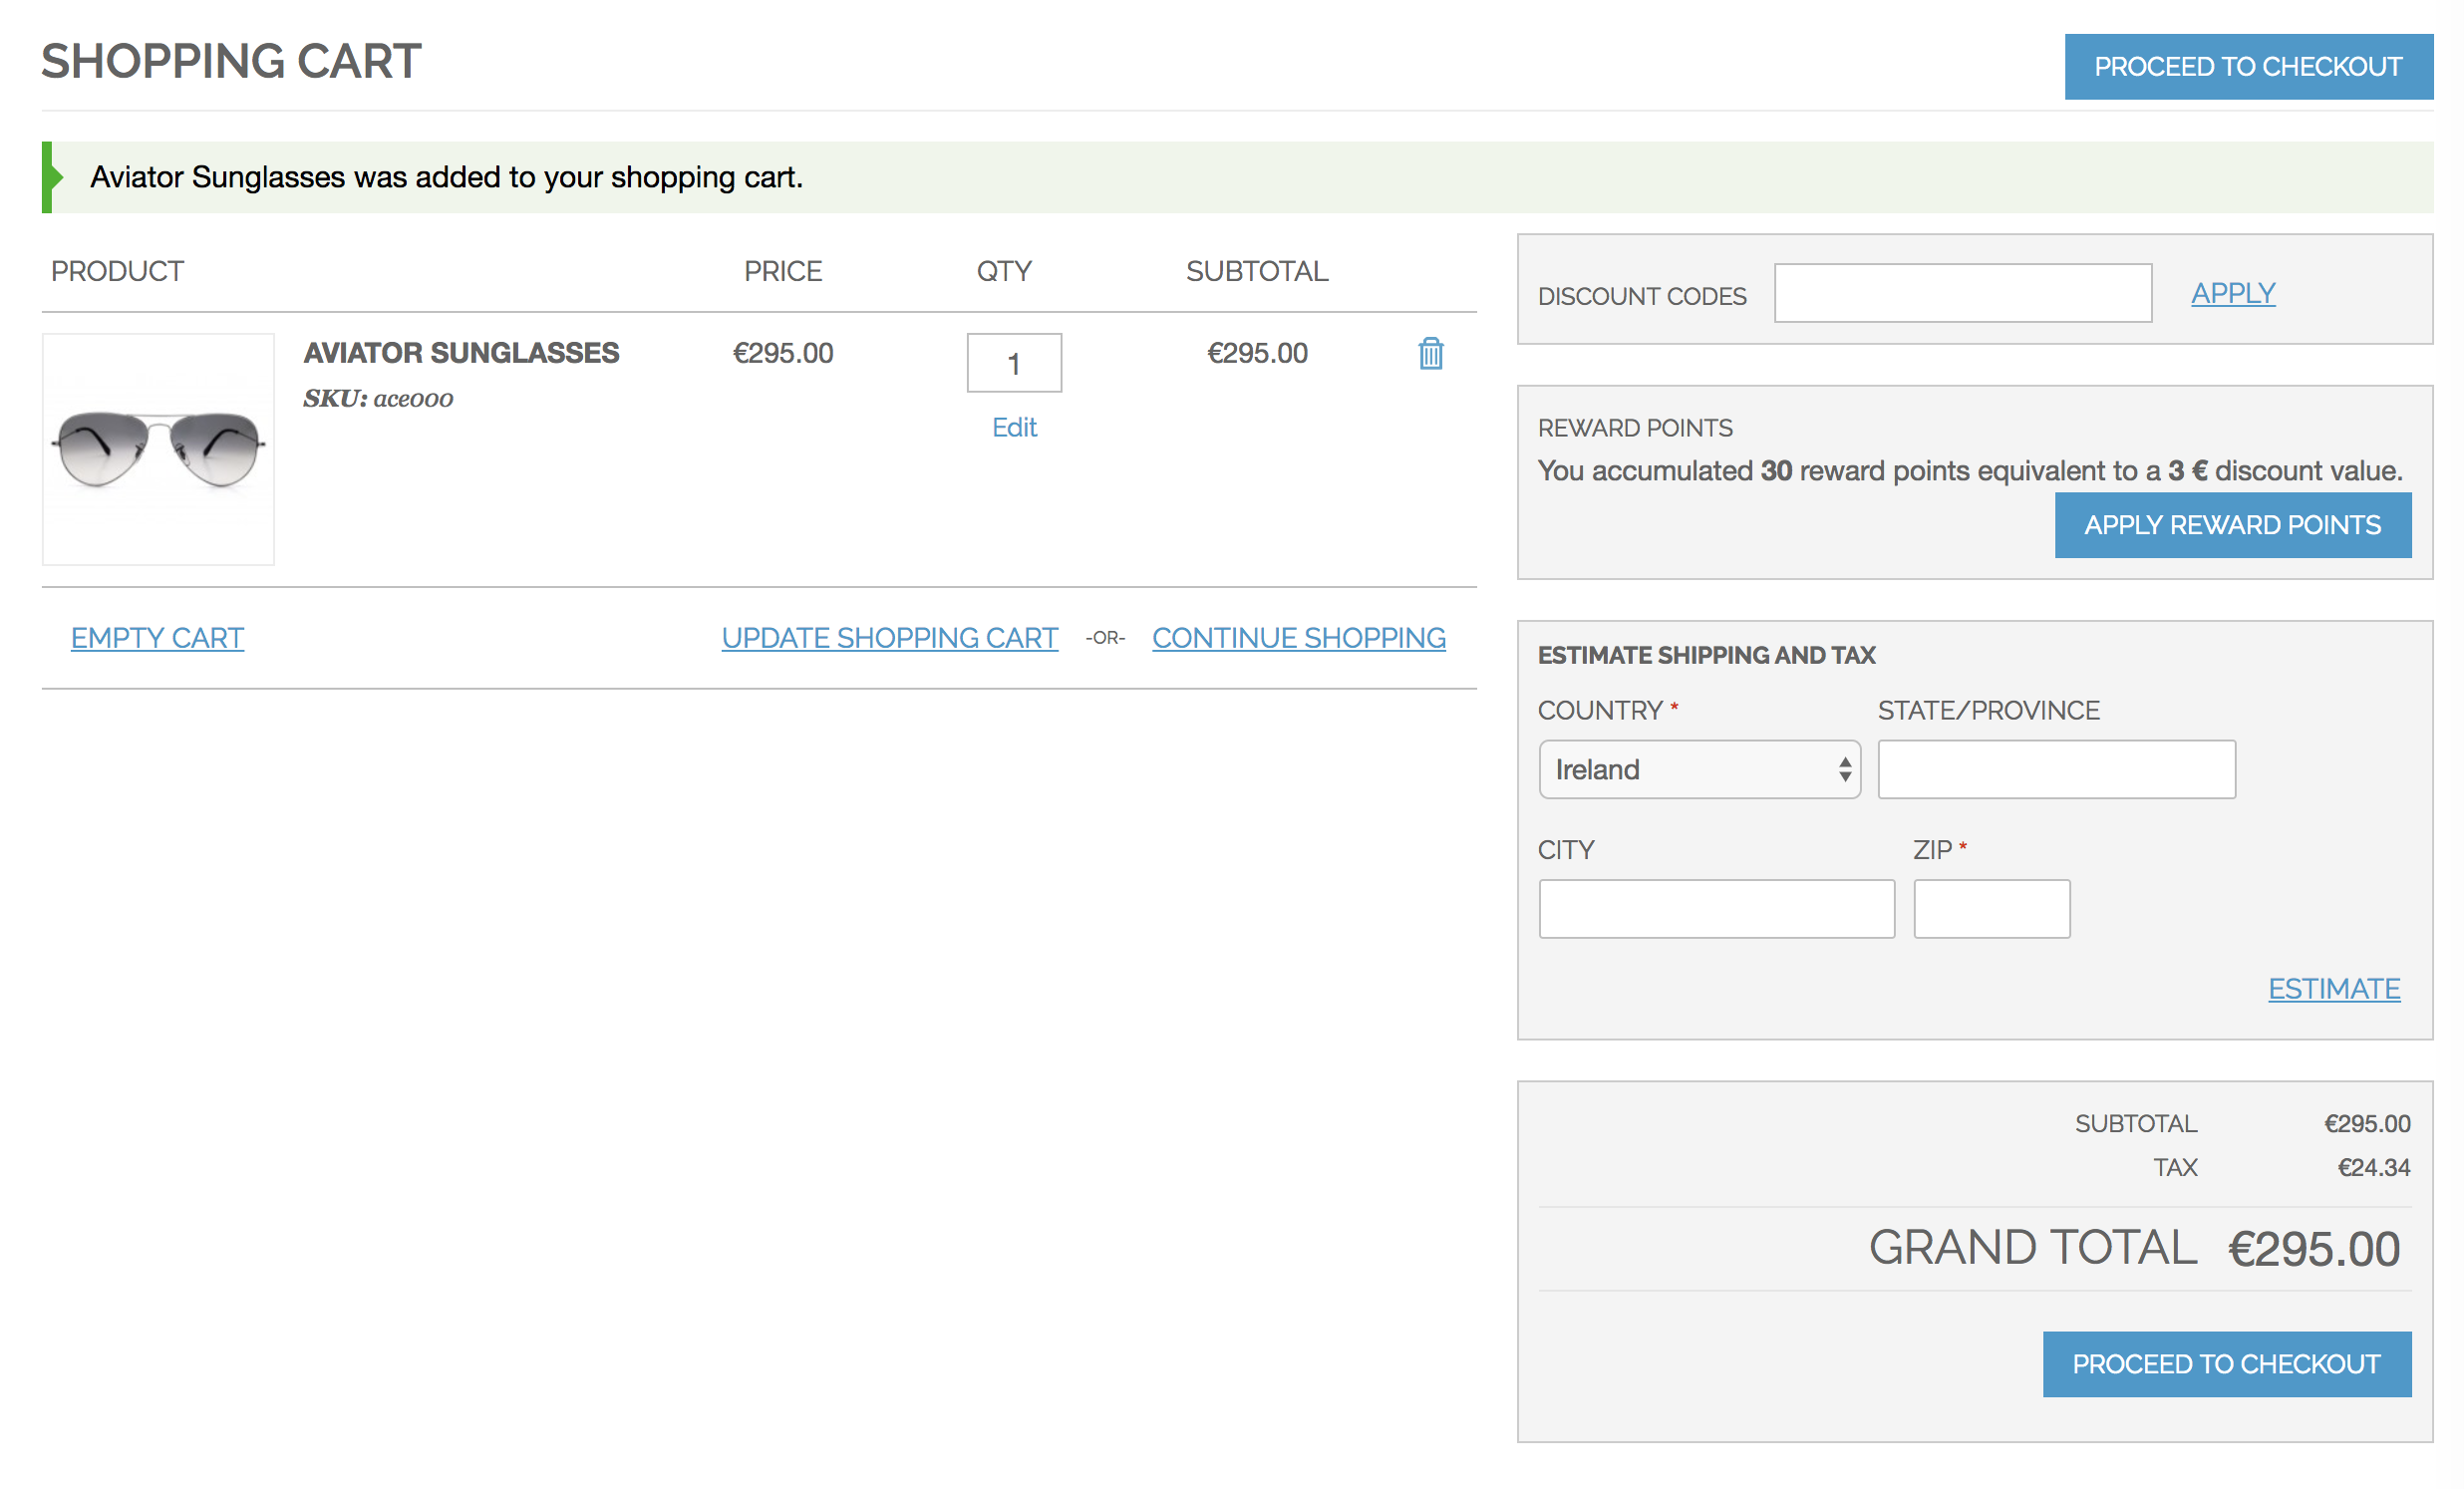 SHOPPING CART
PROCEED TO CHECKOUT
Aviator Sunglasses was added to your shopping cart.
PRODUCT PRICE QTY SUBTOTAL
AVIATOR SUNGLASSES €295.00 1 €295.00
SKU: ace000
Edit
EMPTY CART UPDATE SHOPPING CART -OR- CONTINUE SHOPPING
DISCOUNT CODES APPLY
REWARD POINTS
You accumulated 30 reward points equivalent to a 3 € discount value.
APPLY REWARD POINTS
ESTIMATE SHIPPING AND TAX
COUNTRY * STATE/PROVINCE
Ireland
CITY ZIP *
ESTIMATE
SUBTOTAL €295.00
TAX €24.34
GRAND TOTAL €295.00
PROCEED TO CHECKOUT